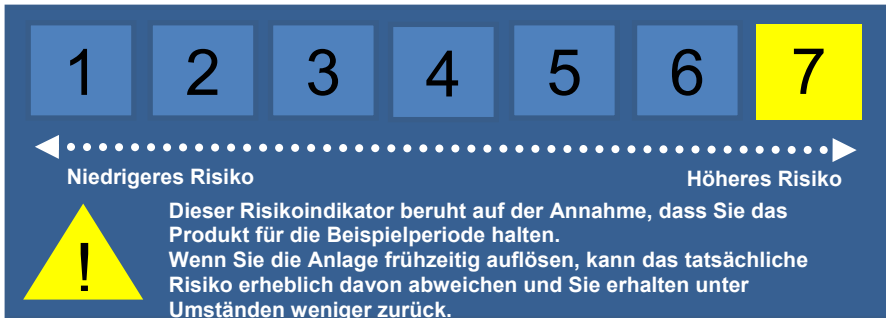 1 2 3 4 5 6 7
Niedrigeres Risiko Höheres Risiko
Dieser Risikoindikator beruht auf der Annahme, dass Sie das
Produkt für die Beispielperiode halten.
Wenn Sie die Anlage frühzeitig auflösen, kann das tatsächliche
Risiko erheblich davon abweichen und Sie erhalten unter
Umständen weniger zurück.
!